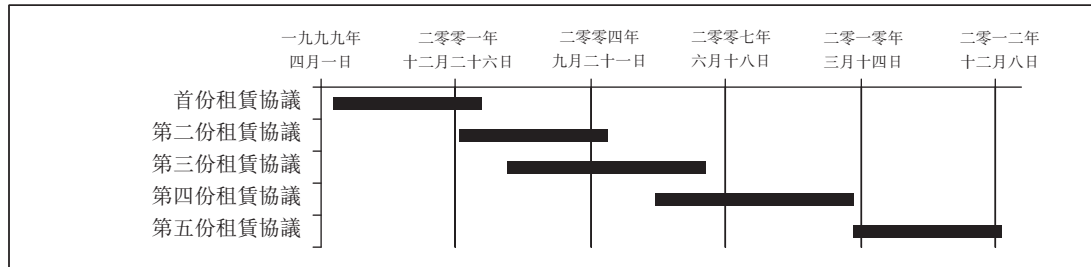 一九九九年 二零零一年 二零零四年 二零零七年 二零一零年 二零一二年
四月一日 十二月二十六日 九月二十一日 六月十八日 三月十四日 十二月八日
首份租賃協議
第二份租賃協議
第三份租賃協議
第四份租賃協議
第五份租賃協議